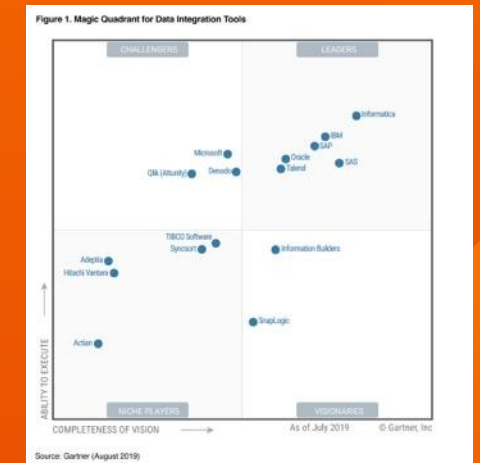 Figure 1. Magic Quadrant for Data Integration Tools
CHALLENGERS
LEADERS
Informatica
IBM
SAP
Microsoft
Oracle
SAS
Qlik (Attunity)
Denodo
Talend
TIBCO Software
Syncsort
Information Builders
Adeptia
Hitachi Vantara
SnapLogic
Actian
ABILITY TO EXECUTE
NICHE PLAYERS
VISIONARIES
COMPLETENESS OF VISION
As of July 2019
© Gartner, Inc
Source: Gartner (August 2019)